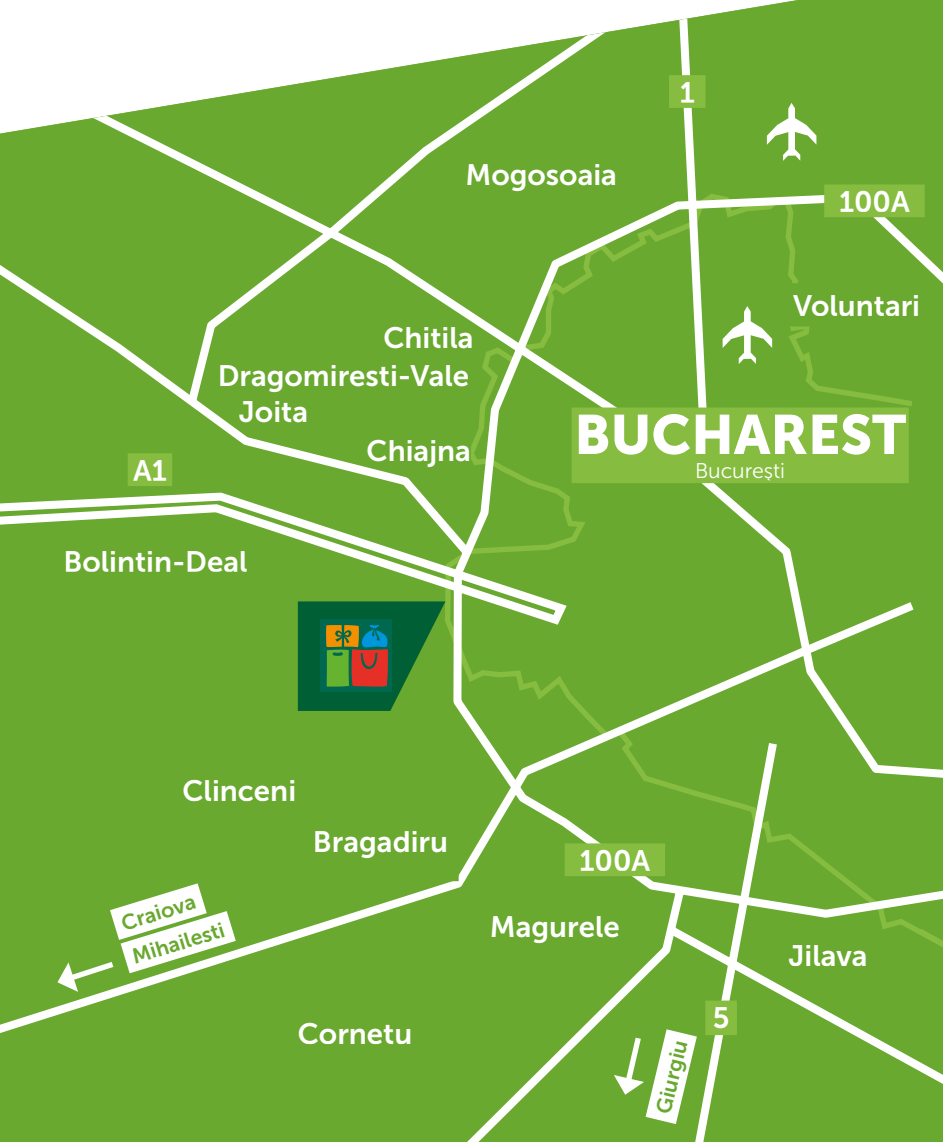 1
Mogosoaia
100A
Voluntari
Chitila
Dragomiresti-Vale
Joita
BUCHAREST
București
Chiajna
A1
Bolintin-Deal
Clinceni
Bragadiru
100A
Craiova
Mihailesti
Magurele
Jilava
5
Cornetu
Giurgiu